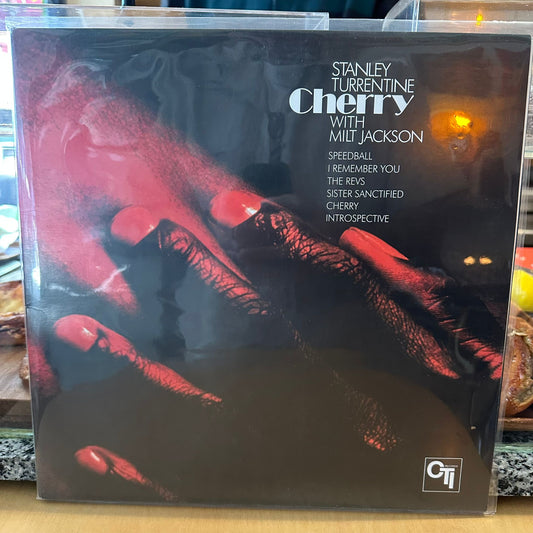 STANLEY
TURRENTINE
Cherry
WITH
MILT JACKSON
SPEEDBALL
I REMEMBER YOU
THE REVS
SISTER SANCTIFIED
CHERRY
INTROSPECTIVE
CTI